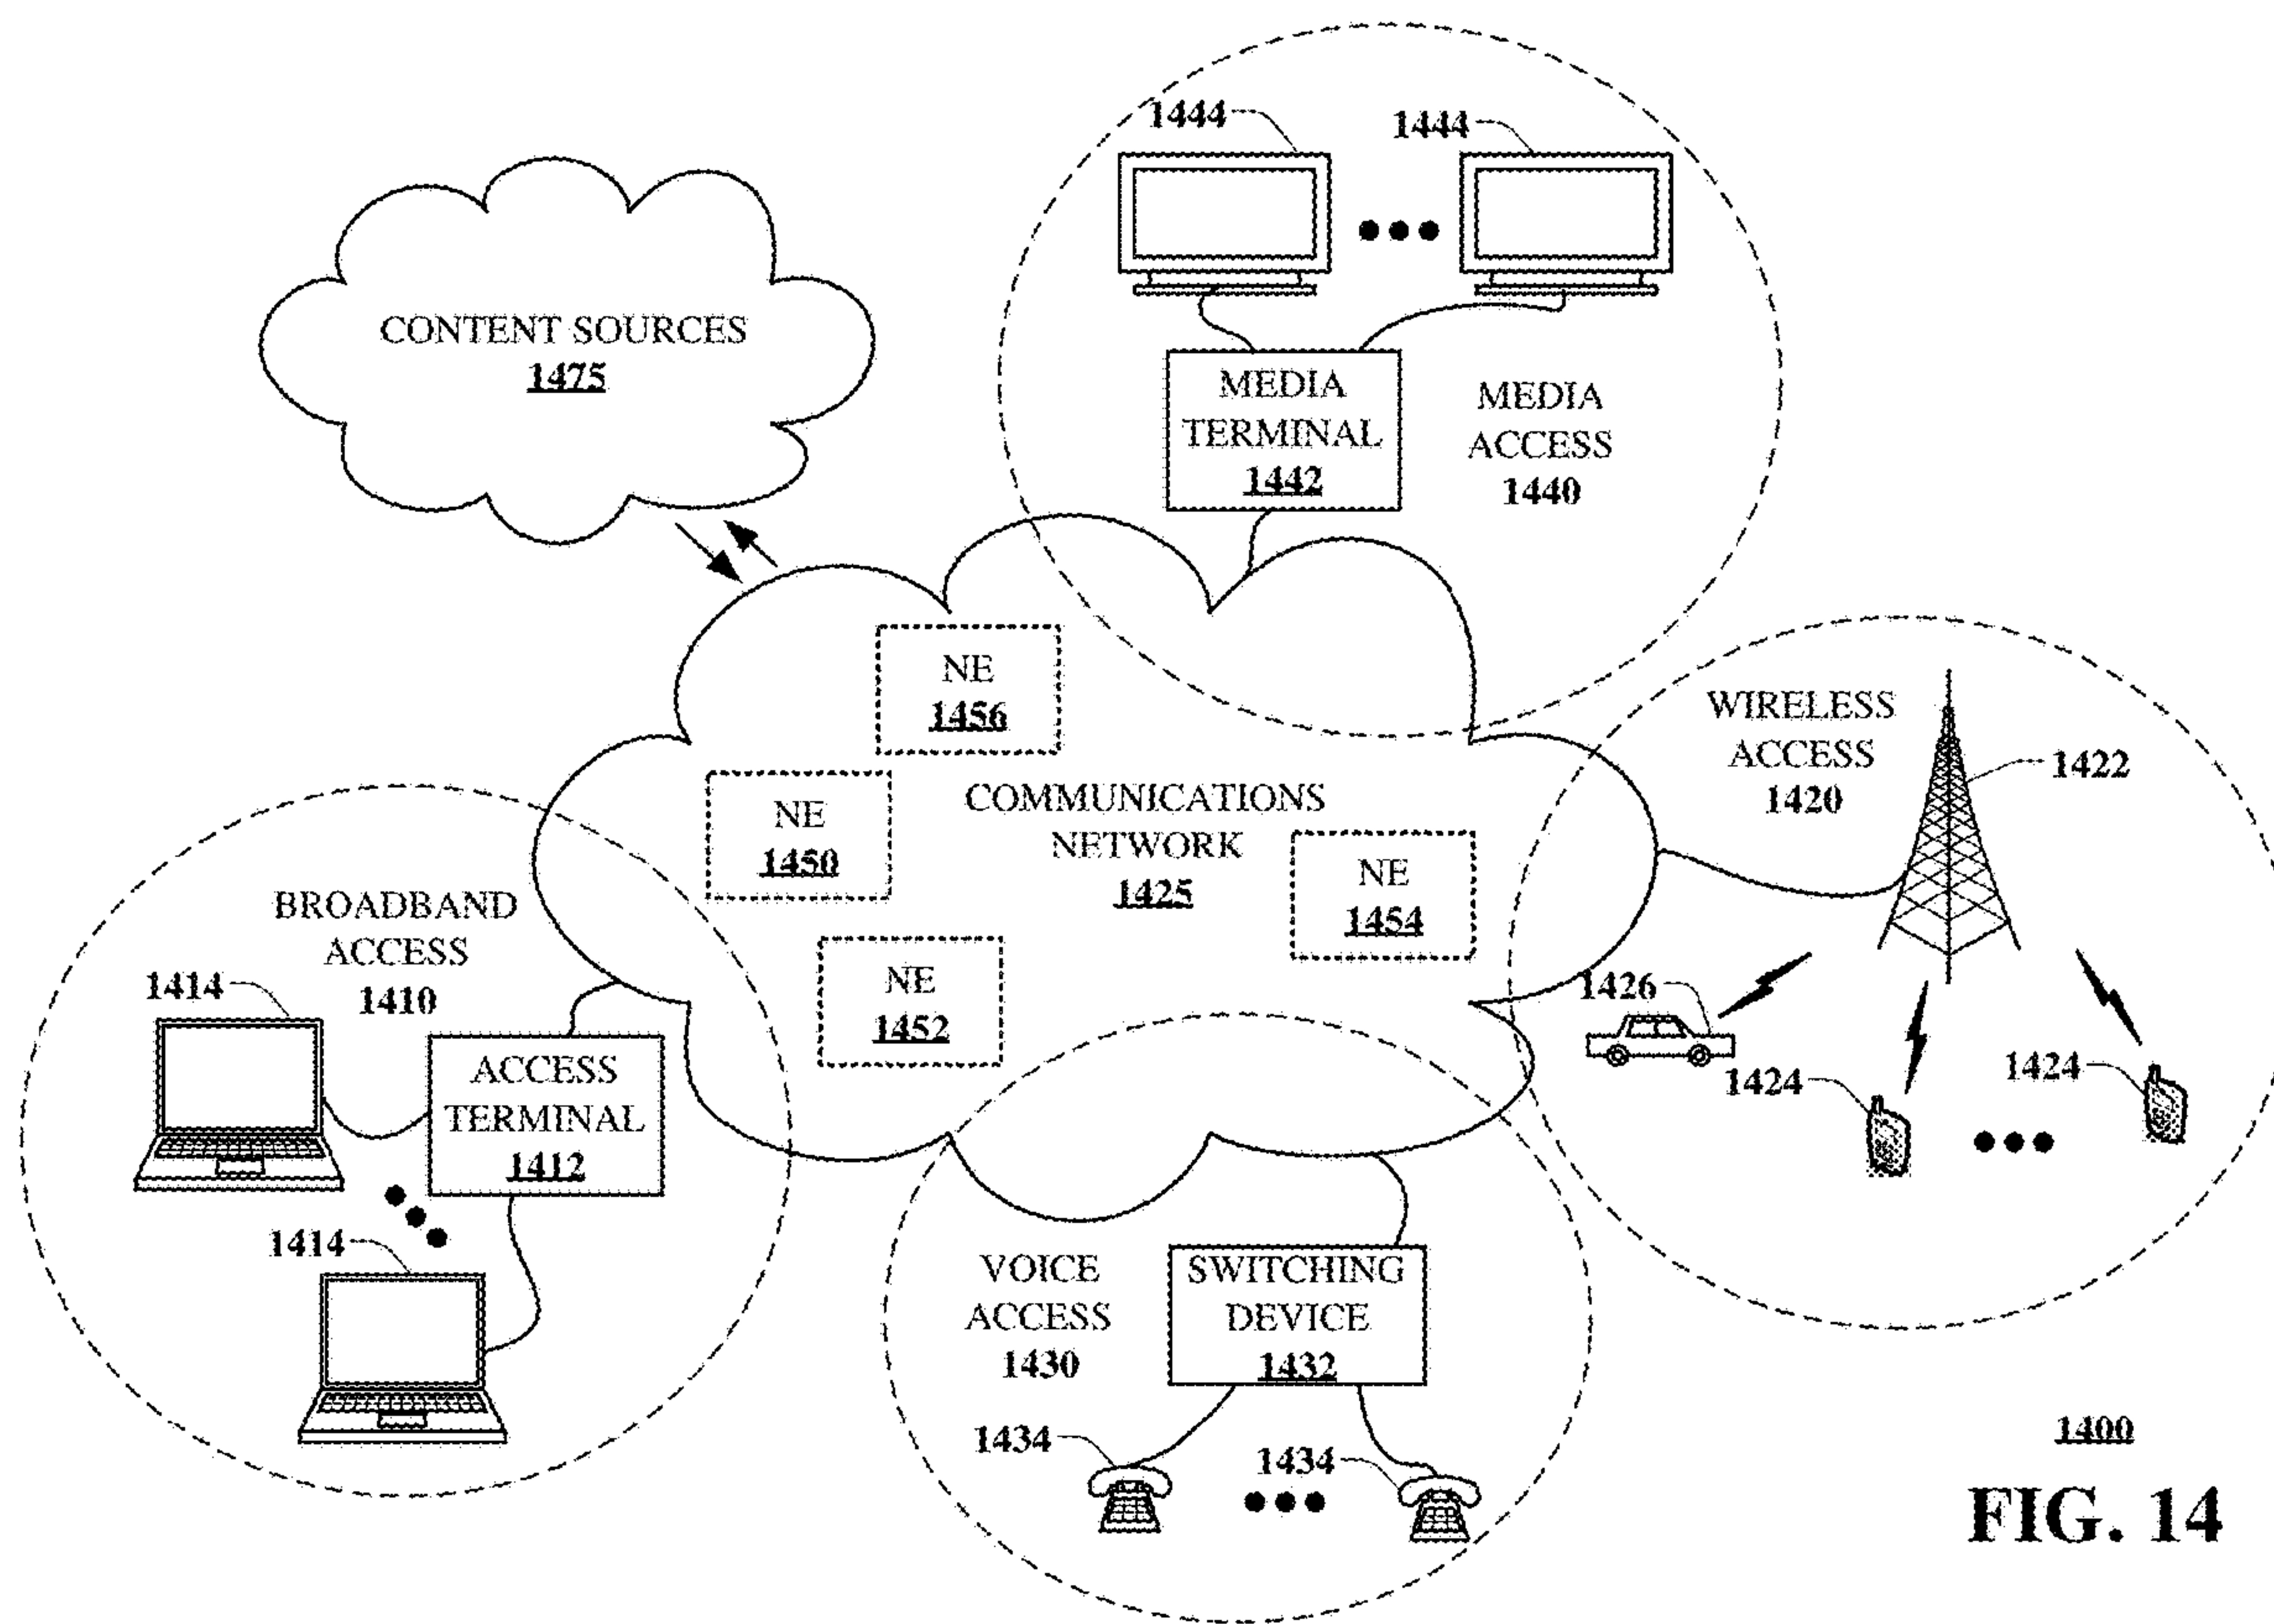 1444
1444
CONTENT SOURCES
1475
MEDIA
TERMINAL
1442
MEDIA
ACCESS
1440
NE
1456
WIRELESS
ACCESS
1420
1422
NE
1450
COMMUNICATIONS
NETWORK
1425
NE
1454
BROADBAND
ACCESS
1410
1414
NE
1452
1426
1424
1424
ACCESS
TERMINAL
1412
1414
VOICE
ACCESS
1430
SWITCHING
DEVICE
1432
1434
1434
1400
FIG. 14